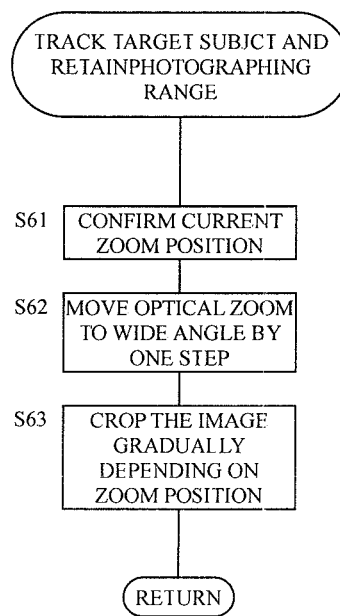 TRACK TARGET SUBJCT AND
RETAINPHOTOGRAPHING
RANGE
S61
CONFIRM CURRENT
ZOOM POSITION
S62
MOVE OPTICAL ZOOM
TO WIDE ANGLE BY
ONE STEP
S63
CROP THE IMAGE
GRADUALLY
DEPENDING ON
ZOOM POSITION
RETURN